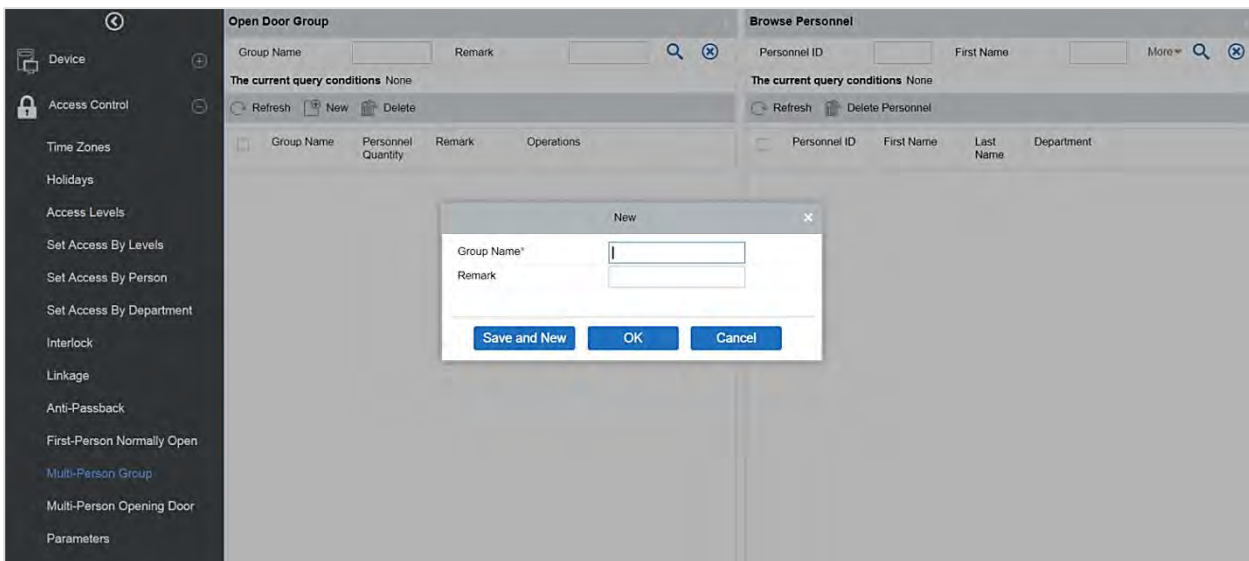 Device
Access Control
Time Zones
Holidays
Access Levels
Set Access By Levels
Set Access By Person
Set Access By Department
Interlock
Linkage
Anti-Passback
First-Person Normally Open
Multi-Person Group
Multi-Person Opening Door
Parameters
Open Door Group
Group Name Remark
The current query conditions None
Refresh New Delete
Group Name Personnel Quantity Remark Operations
Browse Personnel
Personnel ID First Name More
The current query conditions None
Refresh Delete Personnel
Personnel ID First Name Last Name Department
New
Group Name*
Remark
Save and New OK Cancel